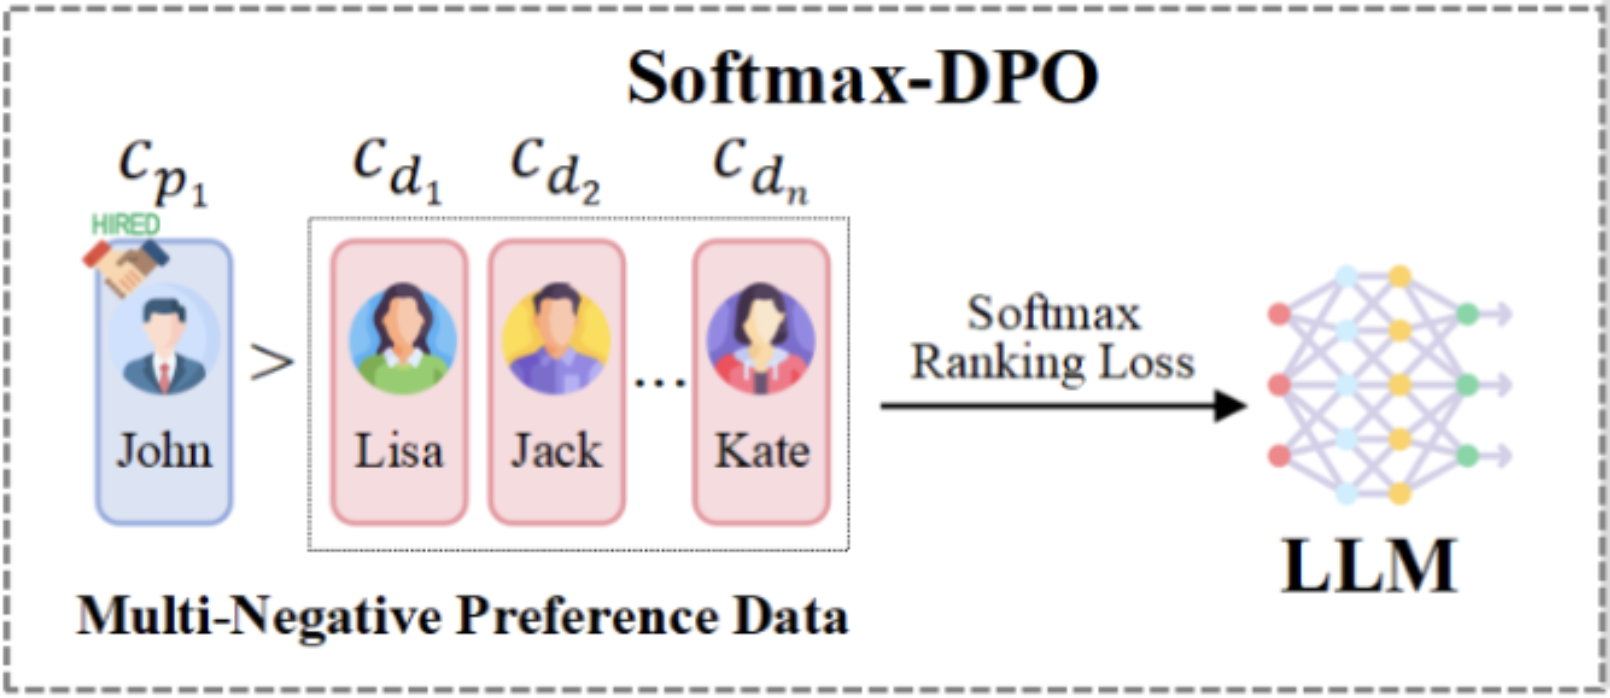 Softmax-DPO
C_{p_1} C_{d_1} C_{d_2} C_{d_n}
HIRED
John > Lisa Jack ... Kate
Softmax
Ranking Loss
LLM
Multi-Negative Preference Data